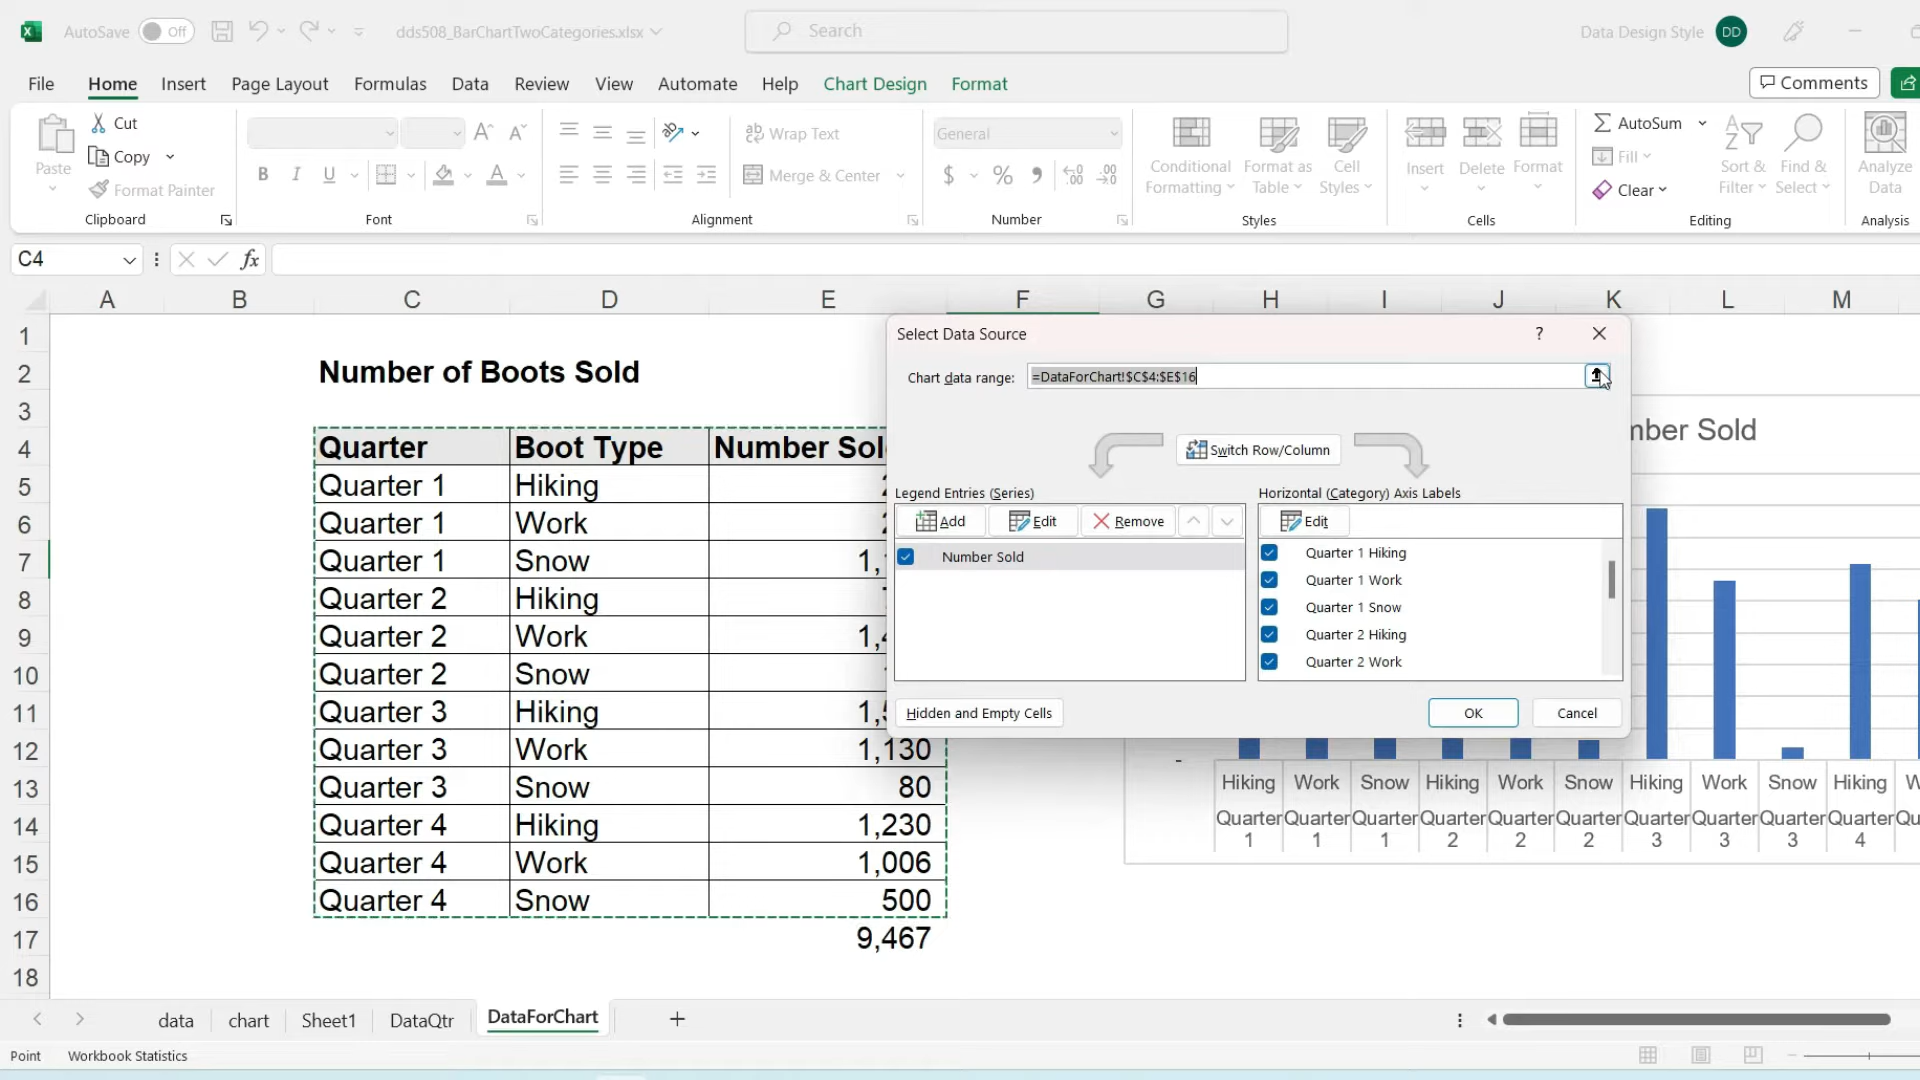 AutoSave Off dds508_BarChartTwoCategories.xlsx Search Data Design Style DD
File Home Insert Page Layout Formulas Data Review View Automate Help Chart Design Format Comments
Paste Cut Copy Format Painter
Clipboard
B I U A
Font
ab Wrap Text
Merge & Center
Alignment
General
$ % 9
Number
Conditional Formatting Format as Table Cell Styles
Styles
Insert Delete Format
Cells
AutoSum Fill Clear
Sort & Filter Find & Select
Editing
Analyze Data
Analysis
C4 fx
A B C D E F G H I J K L M
1
2 Number of Boots Sold
3
4 Quarter Boot Type Number Sol
5 Quarter 1 Hiking
6 Quarter 1 Work
7 Quarter 1 Snow 1,
8 Quarter 2 Hiking
9 Quarter 2 Work 1,
10 Quarter 2 Snow
11 Quarter 3 Hiking 1,
12 Quarter 3 Work 1,130
13 Quarter 3 Snow 80
14 Quarter 4 Hiking 1,230
15 Quarter 4 Work 1,006
16 Quarter 4 Snow 500
17 9,467
18
Select Data Source ?
Chart data range: =DataForChart!$C$4:$E$16
Switch Row/Column
Legend Entries (Series)
Add Edit Remove
Number Sold
Horizontal (Category) Axis Labels
Edit
Quarter 1 Hiking
Quarter 1 Work
Quarter 1 Snow
Quarter 2 Hiking
Quarter 2 Work
Hidden and Empty Cells OK Cancel
mber Sold
-
Hiking Work Snow Hiking Work Snow Hiking Work Snow Hiking W
Quarter Quarter Quarter Quarter Quarter Quarter Quarter Quarter Quarter Quarter Qu
1 1 1 2 2 2 3 3 3 4
data chart Sheet1 DataQtr DataForChart +
Point Workbook Statistics